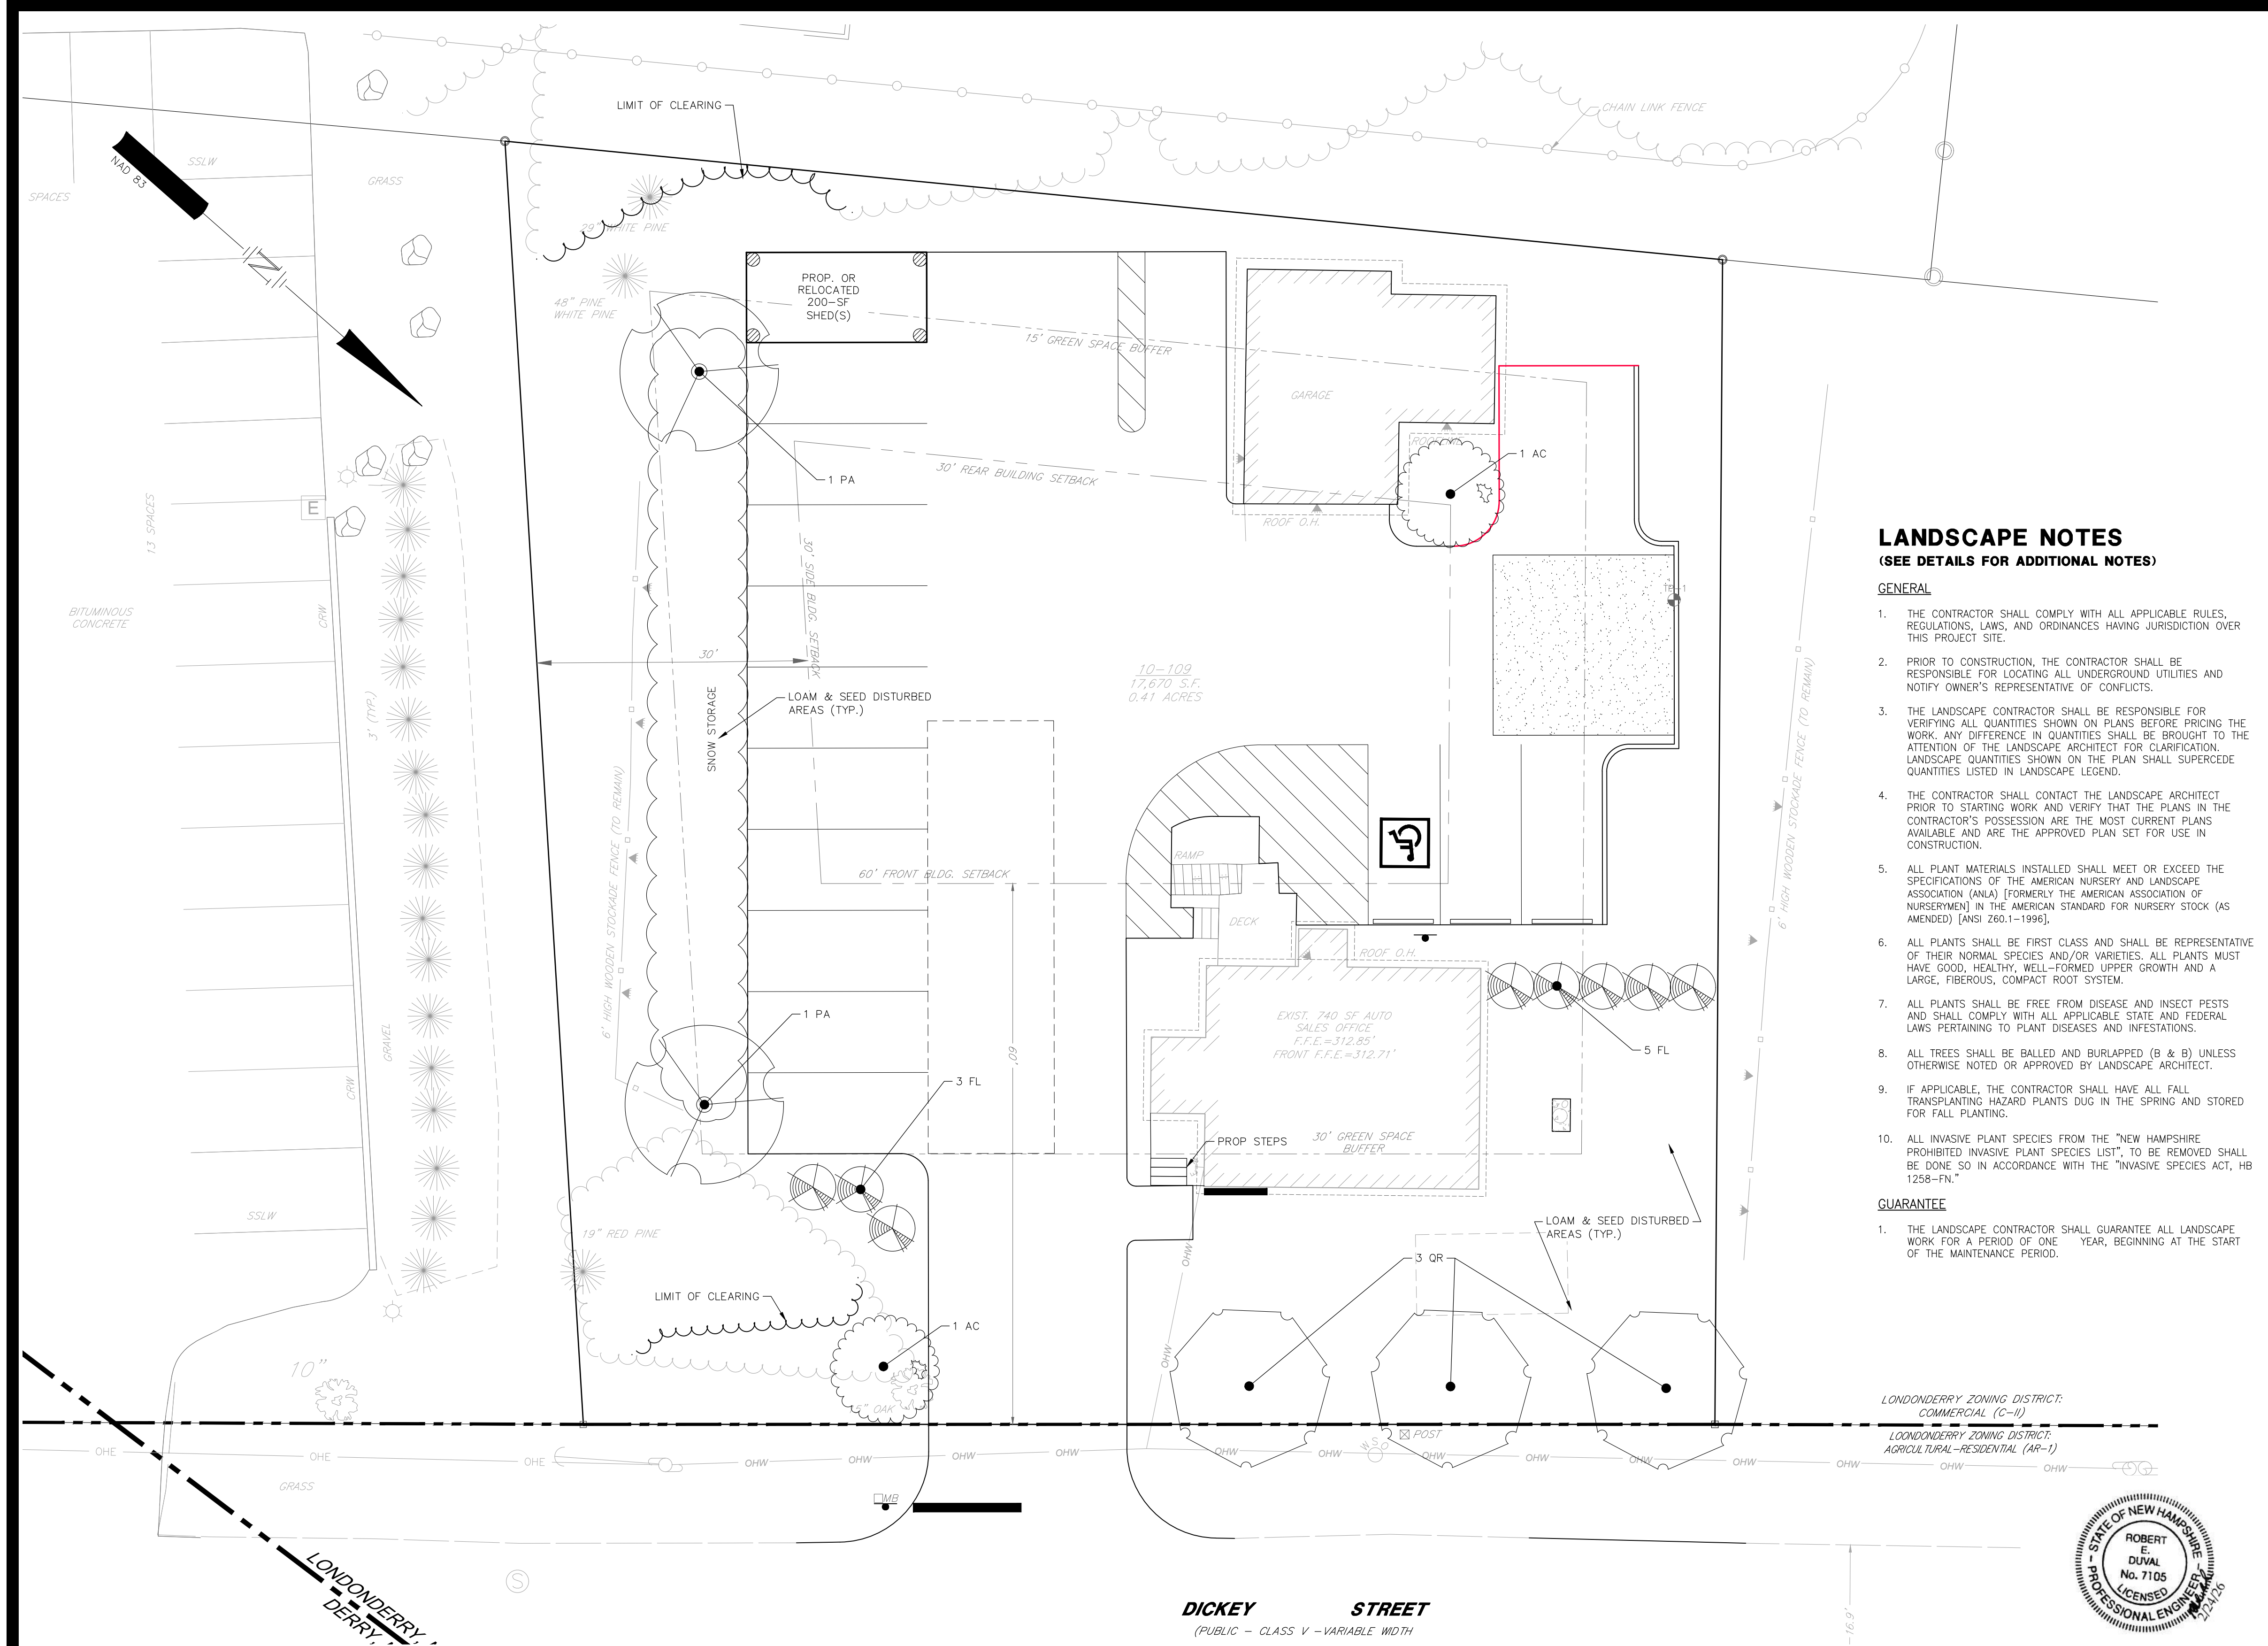 LIMIT OF CLEARING
CHAIN LINK FENCE
NAD 83
N
SSLW
GRASS
SPACES
29" WHITE PINE
48" PINE
WHITE PINE
PROP. OR
RELOCATED
200-SF
SHED(S)
15' GREEN SPACE BUFFER
GARAGE
ROOF
1 AC
1 PA
30' REAR BUILDING SETBACK
ROOF O.H.
E
13 SPACES
30' SIDE BLDG. SETBACK
BITUMINOUS
CONCRETE
CRW
3' (TYP.)
30'
SNOW STORAGE
LOAM & SEED DISTURBED
AREAS (TYP.)
10-109
17,670 S.F.
0.41 ACRES
6' HIGH WOODEN STOCKADE FENCE (TO REMAIN)
6' HIGH WOODEN STOCKADE FENCE (TO REMAIN)
RAMP
60' FRONT BLDG. SETBACK
DECK
ROOF O.H.
GRAVEL
CRW
1 PA
60'
EXIST. 740 SF AUTO
SALES OFFICE
F.F.E.=312.85'
FRONT F.F.E.=312.71'
5 FL
3 FL
PROP STEPS
30' GREEN SPACE
BUFFER
SSLW
19" RED PINE
LOAM & SEED DISTURBED
AREAS (TYP.)
OHW
3 QR
LIMIT OF CLEARING
1 AC
OHW
10"
OAK
OHE
OHE
OHE
OHW
OHW
OHW
OHW
OHW
OHW
OHW
OHW
OHW
OHW
OHW
OHW
POST
W S O
GRASS
MB
S
LONDONDERRY,
DERRY,
DICKEY STREET
(PUBLIC - CLASS V -VARIABLE WIDTH
16.9'
LANDSCAPE NOTES
(SEE DETAILS FOR ADDITIONAL NOTES)
GENERAL
1. THE CONTRACTOR SHALL COMPLY WITH ALL APPLICABLE RULES,
REGULATIONS, LAWS, AND ORDINANCES HAVING JURISDICTION OVER
THIS PROJECT SITE.
2. PRIOR TO CONSTRUCTION, THE CONTRACTOR SHALL BE
RESPONSIBLE FOR LOCATING ALL UNDERGROUND UTILITIES AND
NOTIFY OWNER'S REPRESENTATIVE OF CONFLICTS.
3. THE LANDSCAPE CONTRACTOR SHALL BE RESPONSIBLE FOR
VERIFYING ALL QUANTITIES SHOWN ON PLANS BEFORE PRICING THE
WORK. ANY DIFFERENCE IN QUANTITIES SHALL BE BROUGHT TO THE
ATTENTION OF THE LANDSCAPE ARCHITECT FOR CLARIFICATION.
LANDSCAPE QUANTITIES SHOWN ON THE PLAN SHALL SUPERCEDE
QUANTITIES LISTED IN LANDSCAPE LEGEND.
4. THE CONTRACTOR SHALL CONTACT THE LANDSCAPE ARCHITECT
PRIOR TO STARTING WORK AND VERIFY THAT THE PLANS IN THE
CONTRACTOR'S POSSESSION ARE THE MOST CURRENT PLANS
AVAILABLE AND ARE THE APPROVED PLAN SET FOR USE IN
CONSTRUCTION.
5. ALL PLANT MATERIALS INSTALLED SHALL MEET OR EXCEED THE
SPECIFICATIONS OF THE AMERICAN NURSERY AND LANDSCAPE
ASSOCIATION (ANLA) [FORMERLY THE AMERICAN ASSOCIATION OF
NURSERYMEN] IN THE AMERICAN STANDARD FOR NURSERY STOCK (AS
AMENDED) [ANSI Z60.1-1996],
6. ALL PLANTS SHALL BE FIRST CLASS AND SHALL BE REPRESENTATIVE
OF THEIR NORMAL SPECIES AND/OR VARIETIES. ALL PLANTS MUST
HAVE GOOD, HEALTHY, WELL-FORMED UPPER GROWTH AND A
LARGE, FIBEROUS, COMPACT ROOT SYSTEM.
7. ALL PLANTS SHALL BE FREE FROM DISEASE AND INSECT PESTS
AND SHALL COMPLY WITH ALL APPLICABLE STATE AND FEDERAL
LAWS PERTAINING TO PLANT DISEASES AND INFESTATIONS.
8. ALL TREES SHALL BE BALLED AND BURLAPPED (B & B) UNLESS
OTHERWISE NOTED OR APPROVED BY LANDSCAPE ARCHITECT.
9. IF APPLICABLE, THE CONTRACTOR SHALL HAVE ALL FALL
TRANSPLANTING HAZARD PLANTS DUG IN THE SPRING AND STORED
FOR FALL PLANTING.
10. ALL INVASIVE PLANT SPECIES FROM THE "NEW HAMPSHIRE
PROHIBITED INVASIVE PLANT SPECIES LIST", TO BE REMOVED SHALL
BE DONE SO IN ACCORDANCE WITH THE "INVASIVE SPECIES ACT, HB
1258-FN."
GUARANTEE
1. THE LANDSCAPE CONTRACTOR SHALL GUARANTEE ALL LANDSCAPE
WORK FOR A PERIOD OF ONE YEAR, BEGINNING AT THE START
OF THE MAINTENANCE PERIOD.
LONDONDERRY ZONING DISTRICT:
COMMERCIAL (C-II)
LOONDONDERRY ZONING DISTRICT:
AGRICULTURAL-RESIDENTIAL (AR-1)
STATE OF NEW HAMPSHIRE
ROBERT
E.
DUVAL
No. 7105
LICENSED
PROFESSIONAL ENGINEER
2/24/26